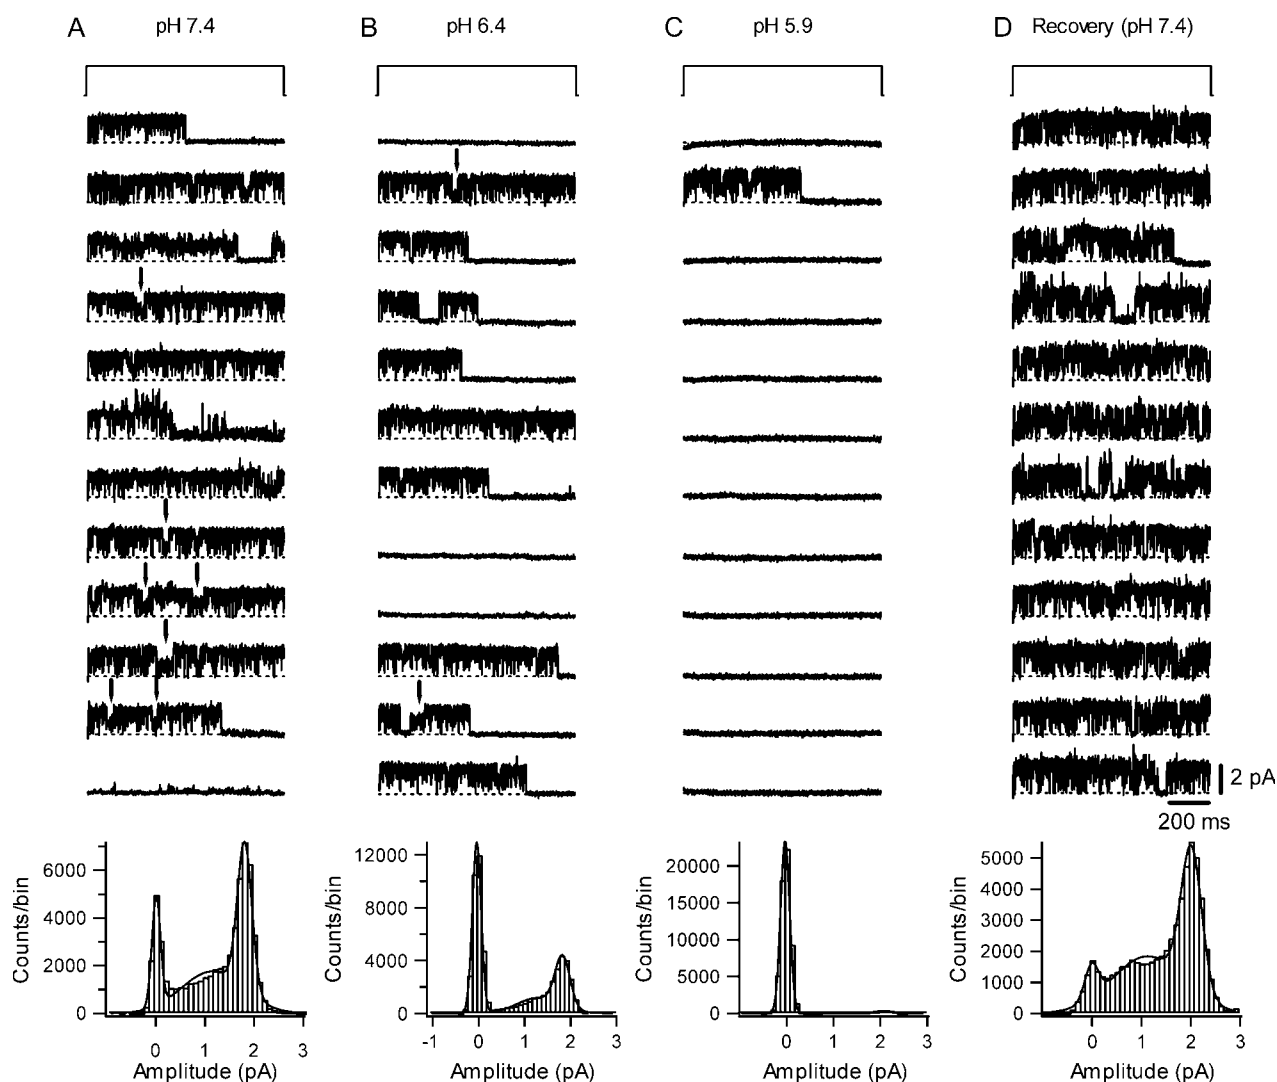 A pH 7.4 B pH 6.4 C pH 5.9 D Recovery (pH 7.4)
2 pA
200 ms
Counts/bin
6000
4000
2000
0
0 1 2 3
Amplitude (pA)
Counts/bin
12000
8000
4000
0
-1 0 1 2 3
Amplitude (pA)
Counts/bin
20000
15000
10000
5000
0
0 1 2 3
Amplitude (pA)
Counts/bin
5000
4000
3000
2000
1000
0
0 1 2 3
Amplitude (pA)